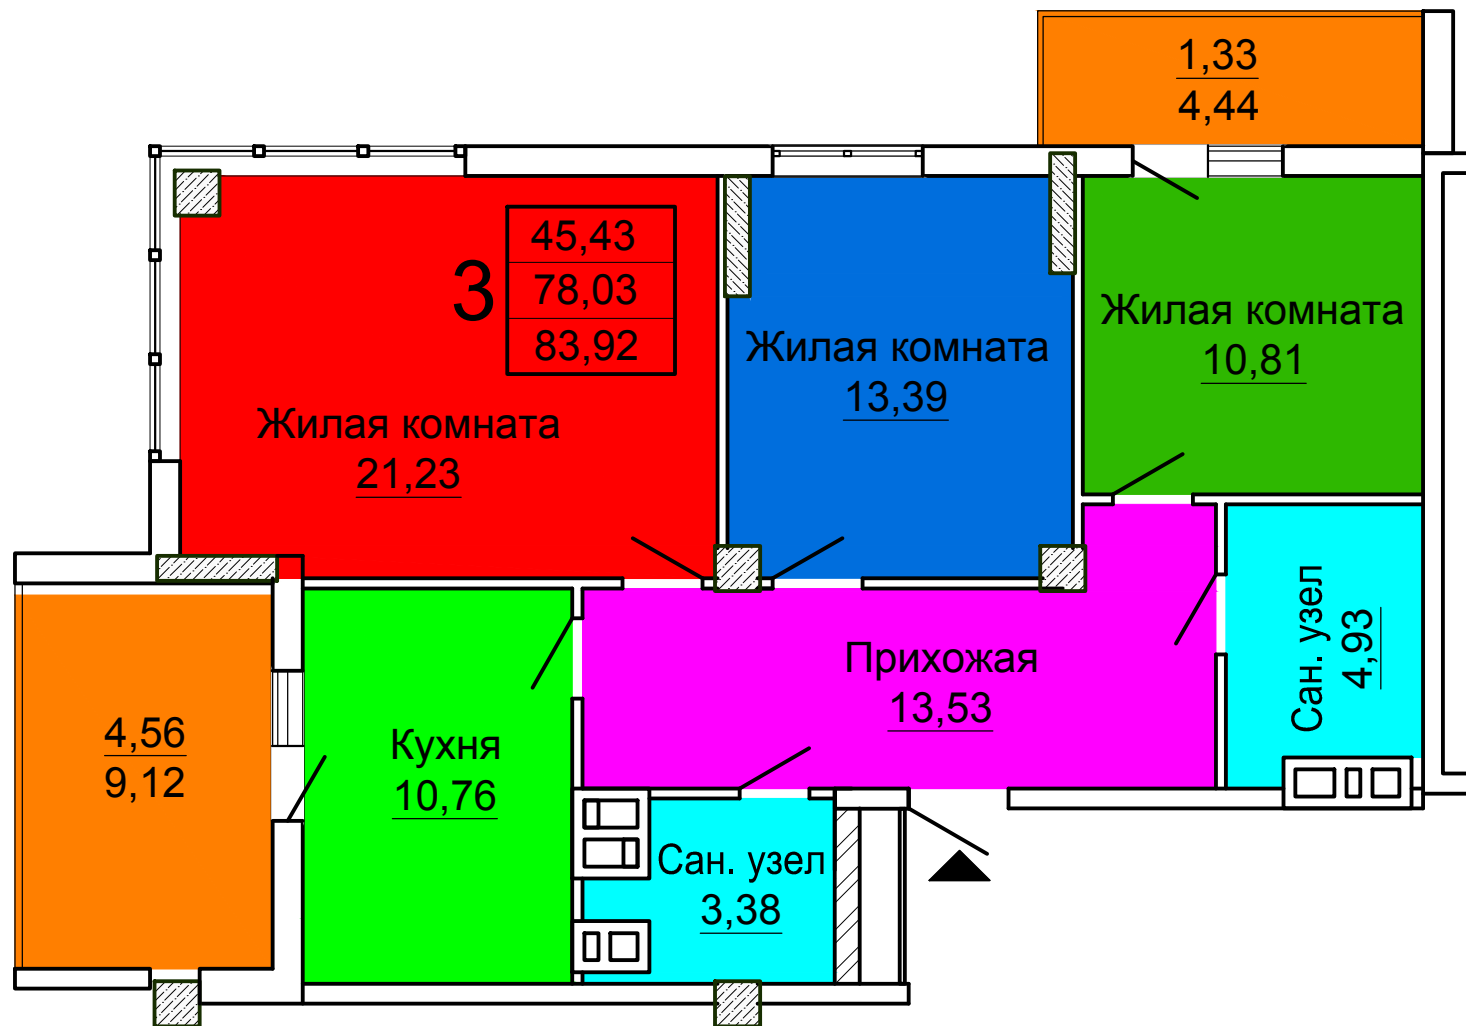 1,33
4,44
3
45,43
78,03
83,92
Жилая комната
21,23
Жилая комната
13,39
Жилая комната
10,81
Прихожая
13,53
Сан. узел
4,93
4,56
9,12
Кухня
10,76
Сан. узел
3,38